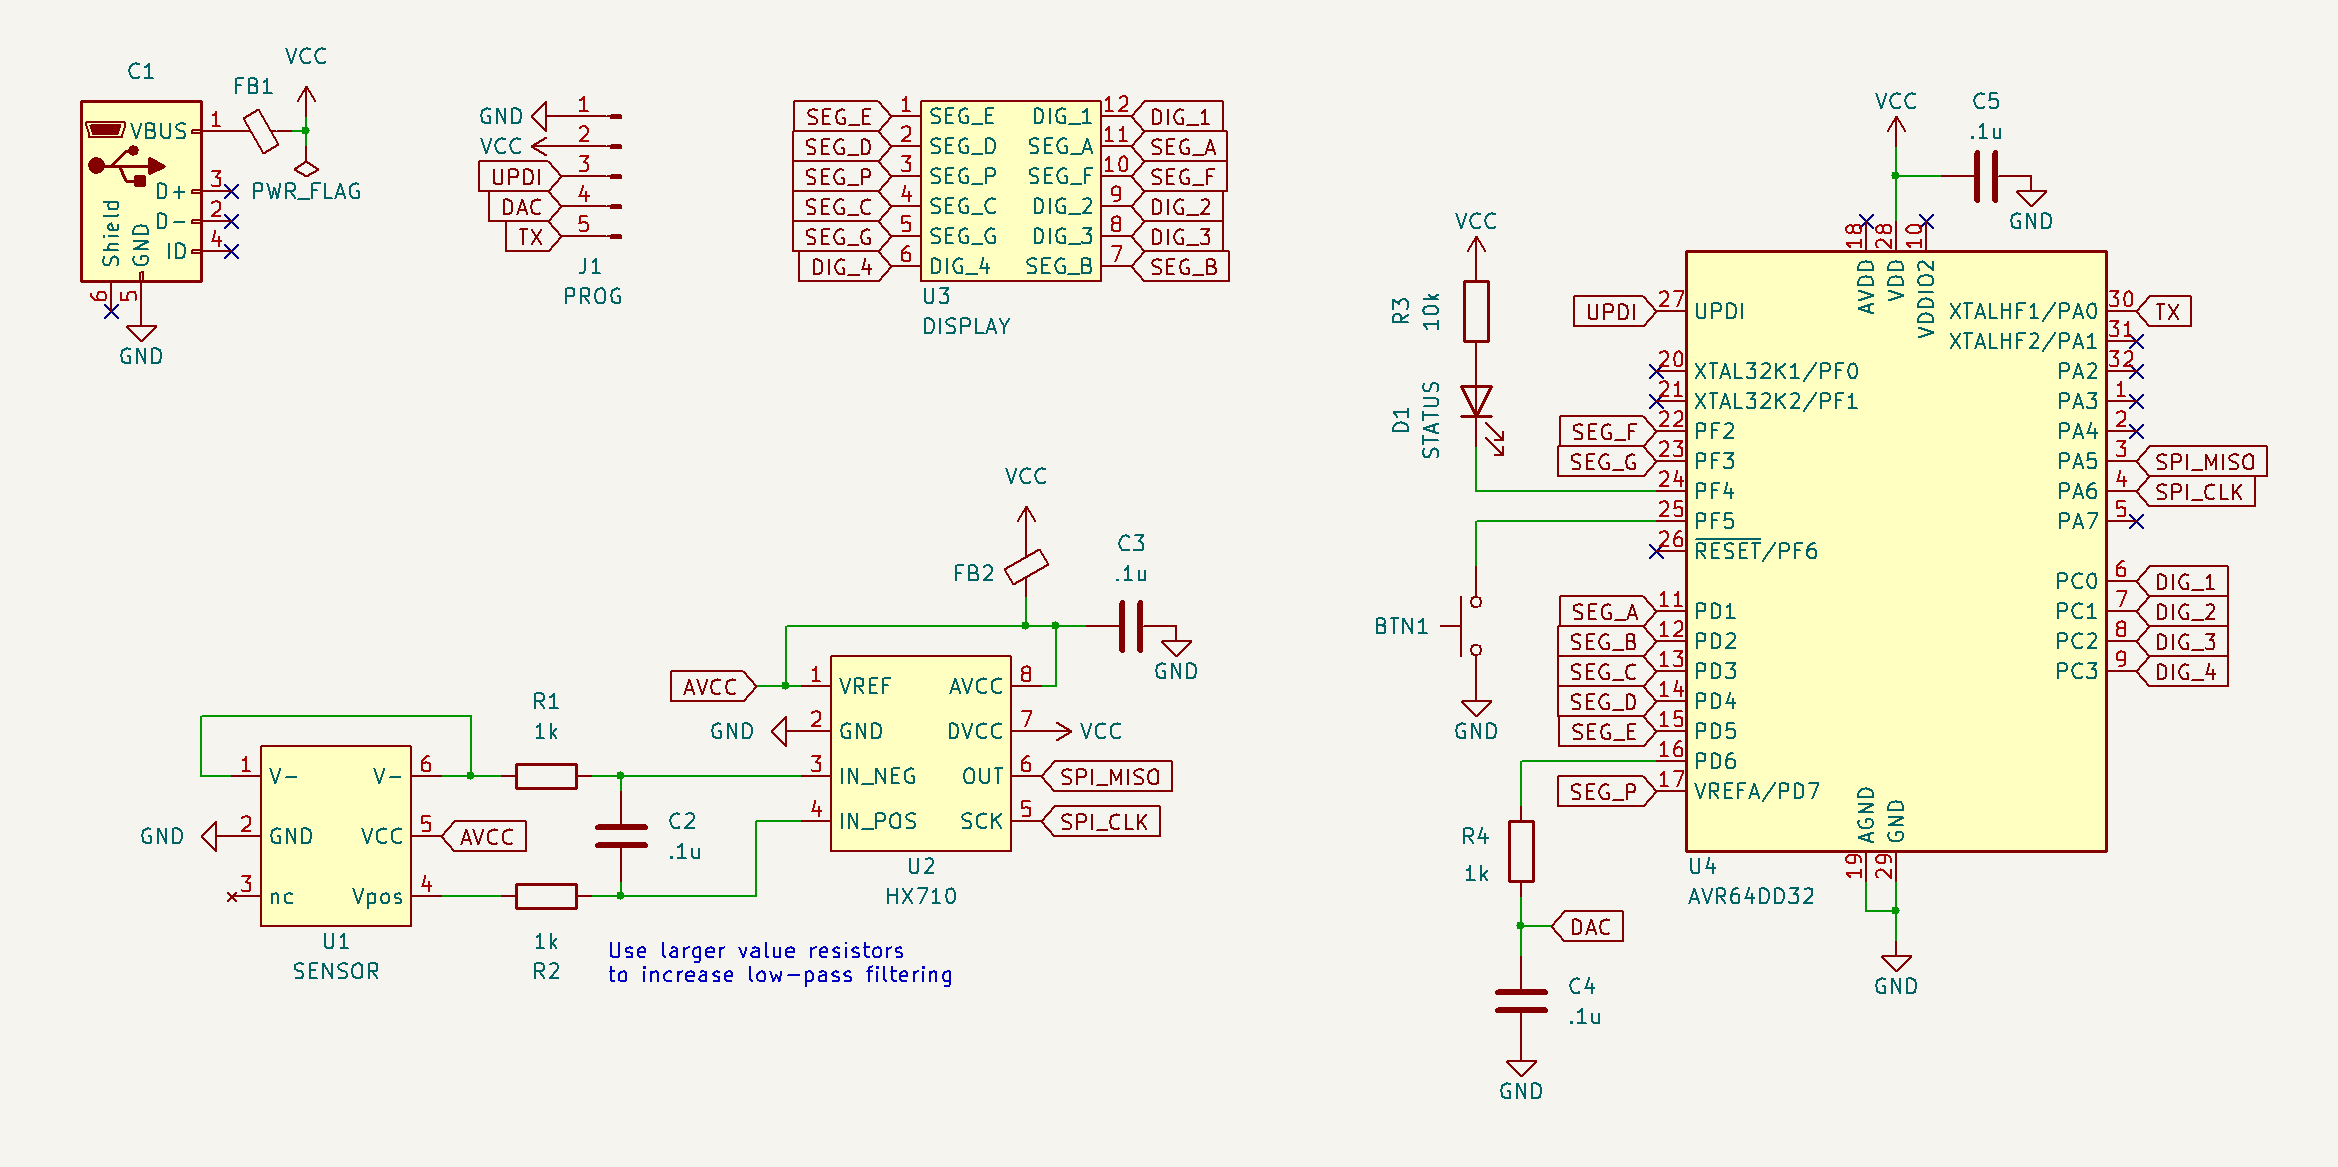 C1
VBUS 1
D+ 3
D- 2
ID 4
Shield 6
GND 5
GND
FB1
VCC
PWR_FLAG
GND 1
VCC 2
UPDI 3
DAC 4
TX 5
J1
PROG
SEG_E 1 SEG_E DIG_1 12 DIG_1
SEG_D 2 SEG_D SEG_A 11 SEG_A
SEG_P 3 SEG_P SEG_F 10 SEG_F
SEG_C 4 SEG_C DIG_2 9 DIG_2
SEG_G 5 SEG_G DIG_3 8 DIG_3
DIG_4 6 DIG_4 SEG_B 7 SEG_B
U3
DISPLAY
VCC
FB2
C3
.1u
GND
AVCC 1 VREF AVCC 8
GND 2 GND DVCC 7 VCC
3 IN_NEG OUT 6 SPI_MISO
4 IN_POS SCK 5 SPI_CLK
U2
HX710
R1
1k
1 V- V- 6
GND 2 GND VCC 5 AVCC
3 nc Vpos 4
U1
SENSOR
C2
.1u
1k
R2
Use larger value resistors
to increase low-pass filtering
VCC
R3
10k
D1
STATUS
BTN1
GND
VCC
C5
.1u
GND
18 AVDD
28 VDD
10 VDDIO2
UPDI 27 UPDI
20 XTAL32K1/PF0
21 XTAL32K2/PF1
SEG_F 22 PF2
SEG_G 23 PF3
24 PF4
25 PF5
26 RESET/PF6
SEG_A 11 PD1
SEG_B 12 PD2
SEG_C 13 PD3
SEG_D 14 PD4
SEG_E 15 PD5
16 PD6
SEG_P 17 VREFA/PD7
XTALHF1/PA0 30 TX
XTALHF2/PA1 31
PA2 32
PA3 1
PA4 2
PA5 3 SPI_MISO
PA6 4 SPI_CLK
PA7 5
PC0 6 DIG_1
PC1 7 DIG_2
PC2 8 DIG_3
PC3 9 DIG_4
AGND 19
GND 29
U4
AVR64DD32
GND
R4
1k
DAC
C4
.1u
GND